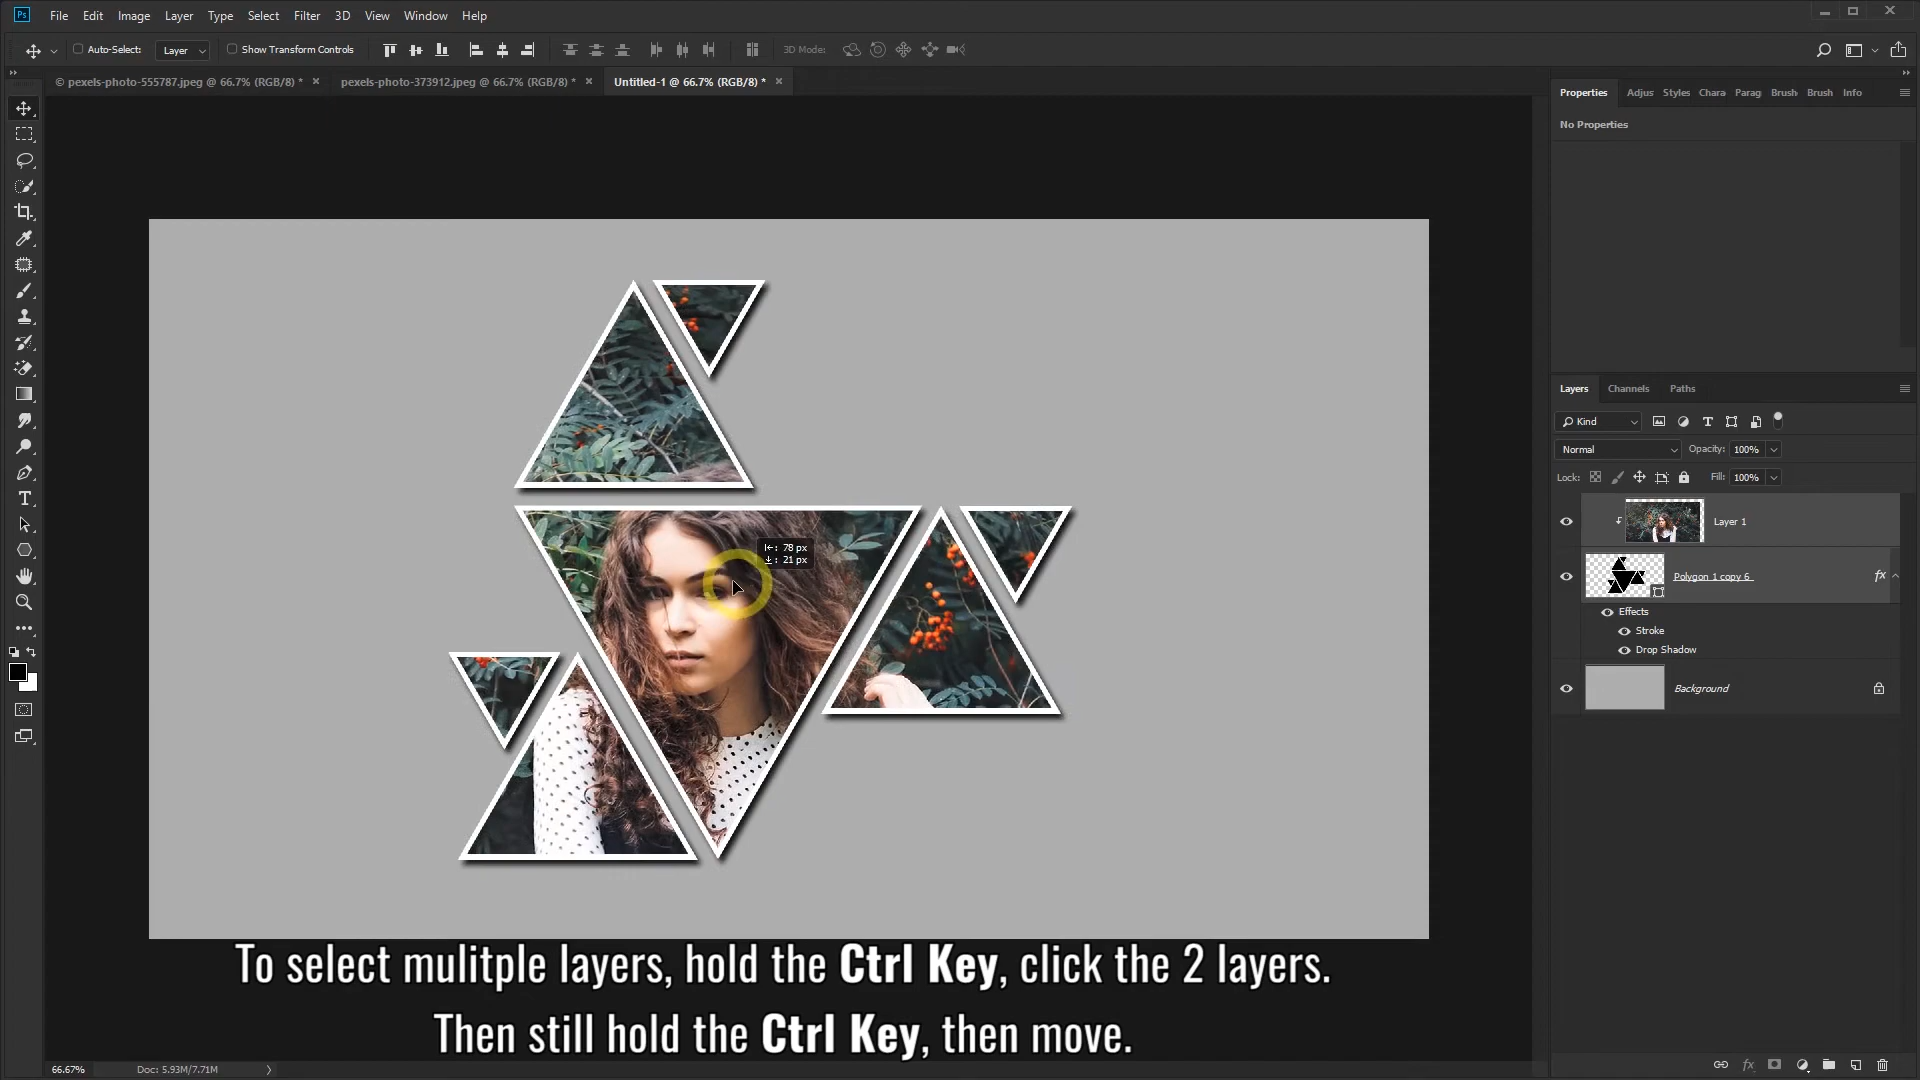 Ps File Edit Image Layer Type Select Filter 3D View Window Help
Auto-Select: Layer Show Transform Controls 3D Mode:
© pexels-photo-555787.jpeg @ 66.7% (RGB/8) * × pexels-photo-373912.jpeg @ 66.7% (RGB/8) * × Untitled-1 @ 66.7% (RGB/8) * ×
Properties Adjus Styles Chara Parag Brush Brush Info
No Properties
Layers Channels Paths
Kind
Normal Opacity: 100%
Lock: Fill: 100%
Layer 1
78 px
21 px
Polygon 1 copy 6 fx
Effects
Stroke
Drop Shadow
Background
To select mulitple layers, hold the Ctrl Key, click the 2 layers.
Then still hold the Ctrl Key, then move.
66.67% Doc: 5.93M/7.71M